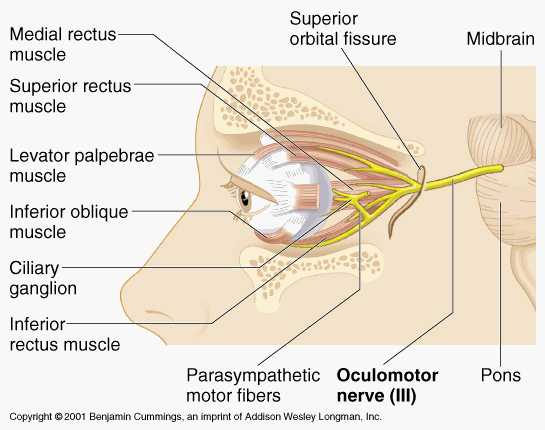 Medial rectus
muscle
Superior rectus
muscle
Levator palpebrae
muscle
Inferior oblique
muscle
Ciliary
ganglion
Inferior
rectus muscle
Superior
orbital fissure
Midbrain
Parasympathetic
motor fibers
Oculomotor
nerve (III)
Pons
Copyright © 2001 Benjamin Cummings, an imprint of Addison Wesley Longman, Inc.